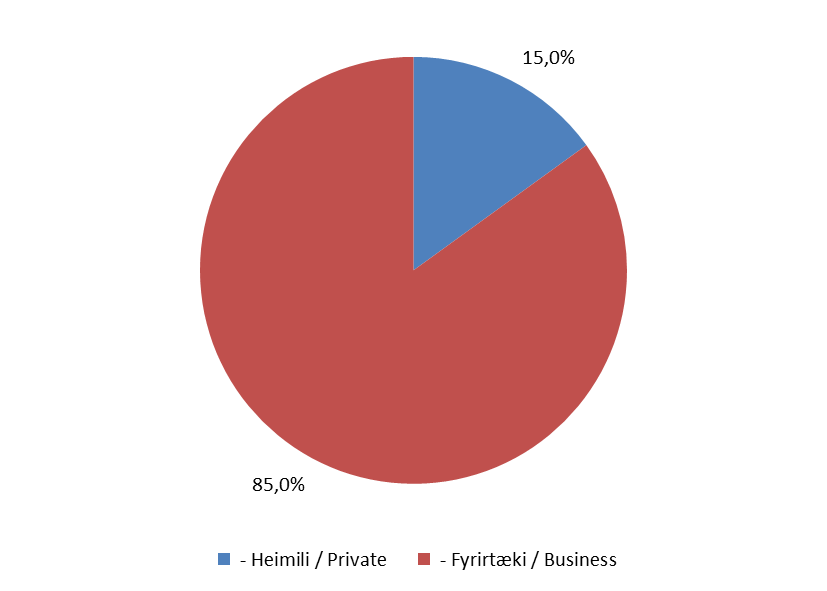 15,0%
85,0%
- Heimili / Private
- Fyrirtæki / Business